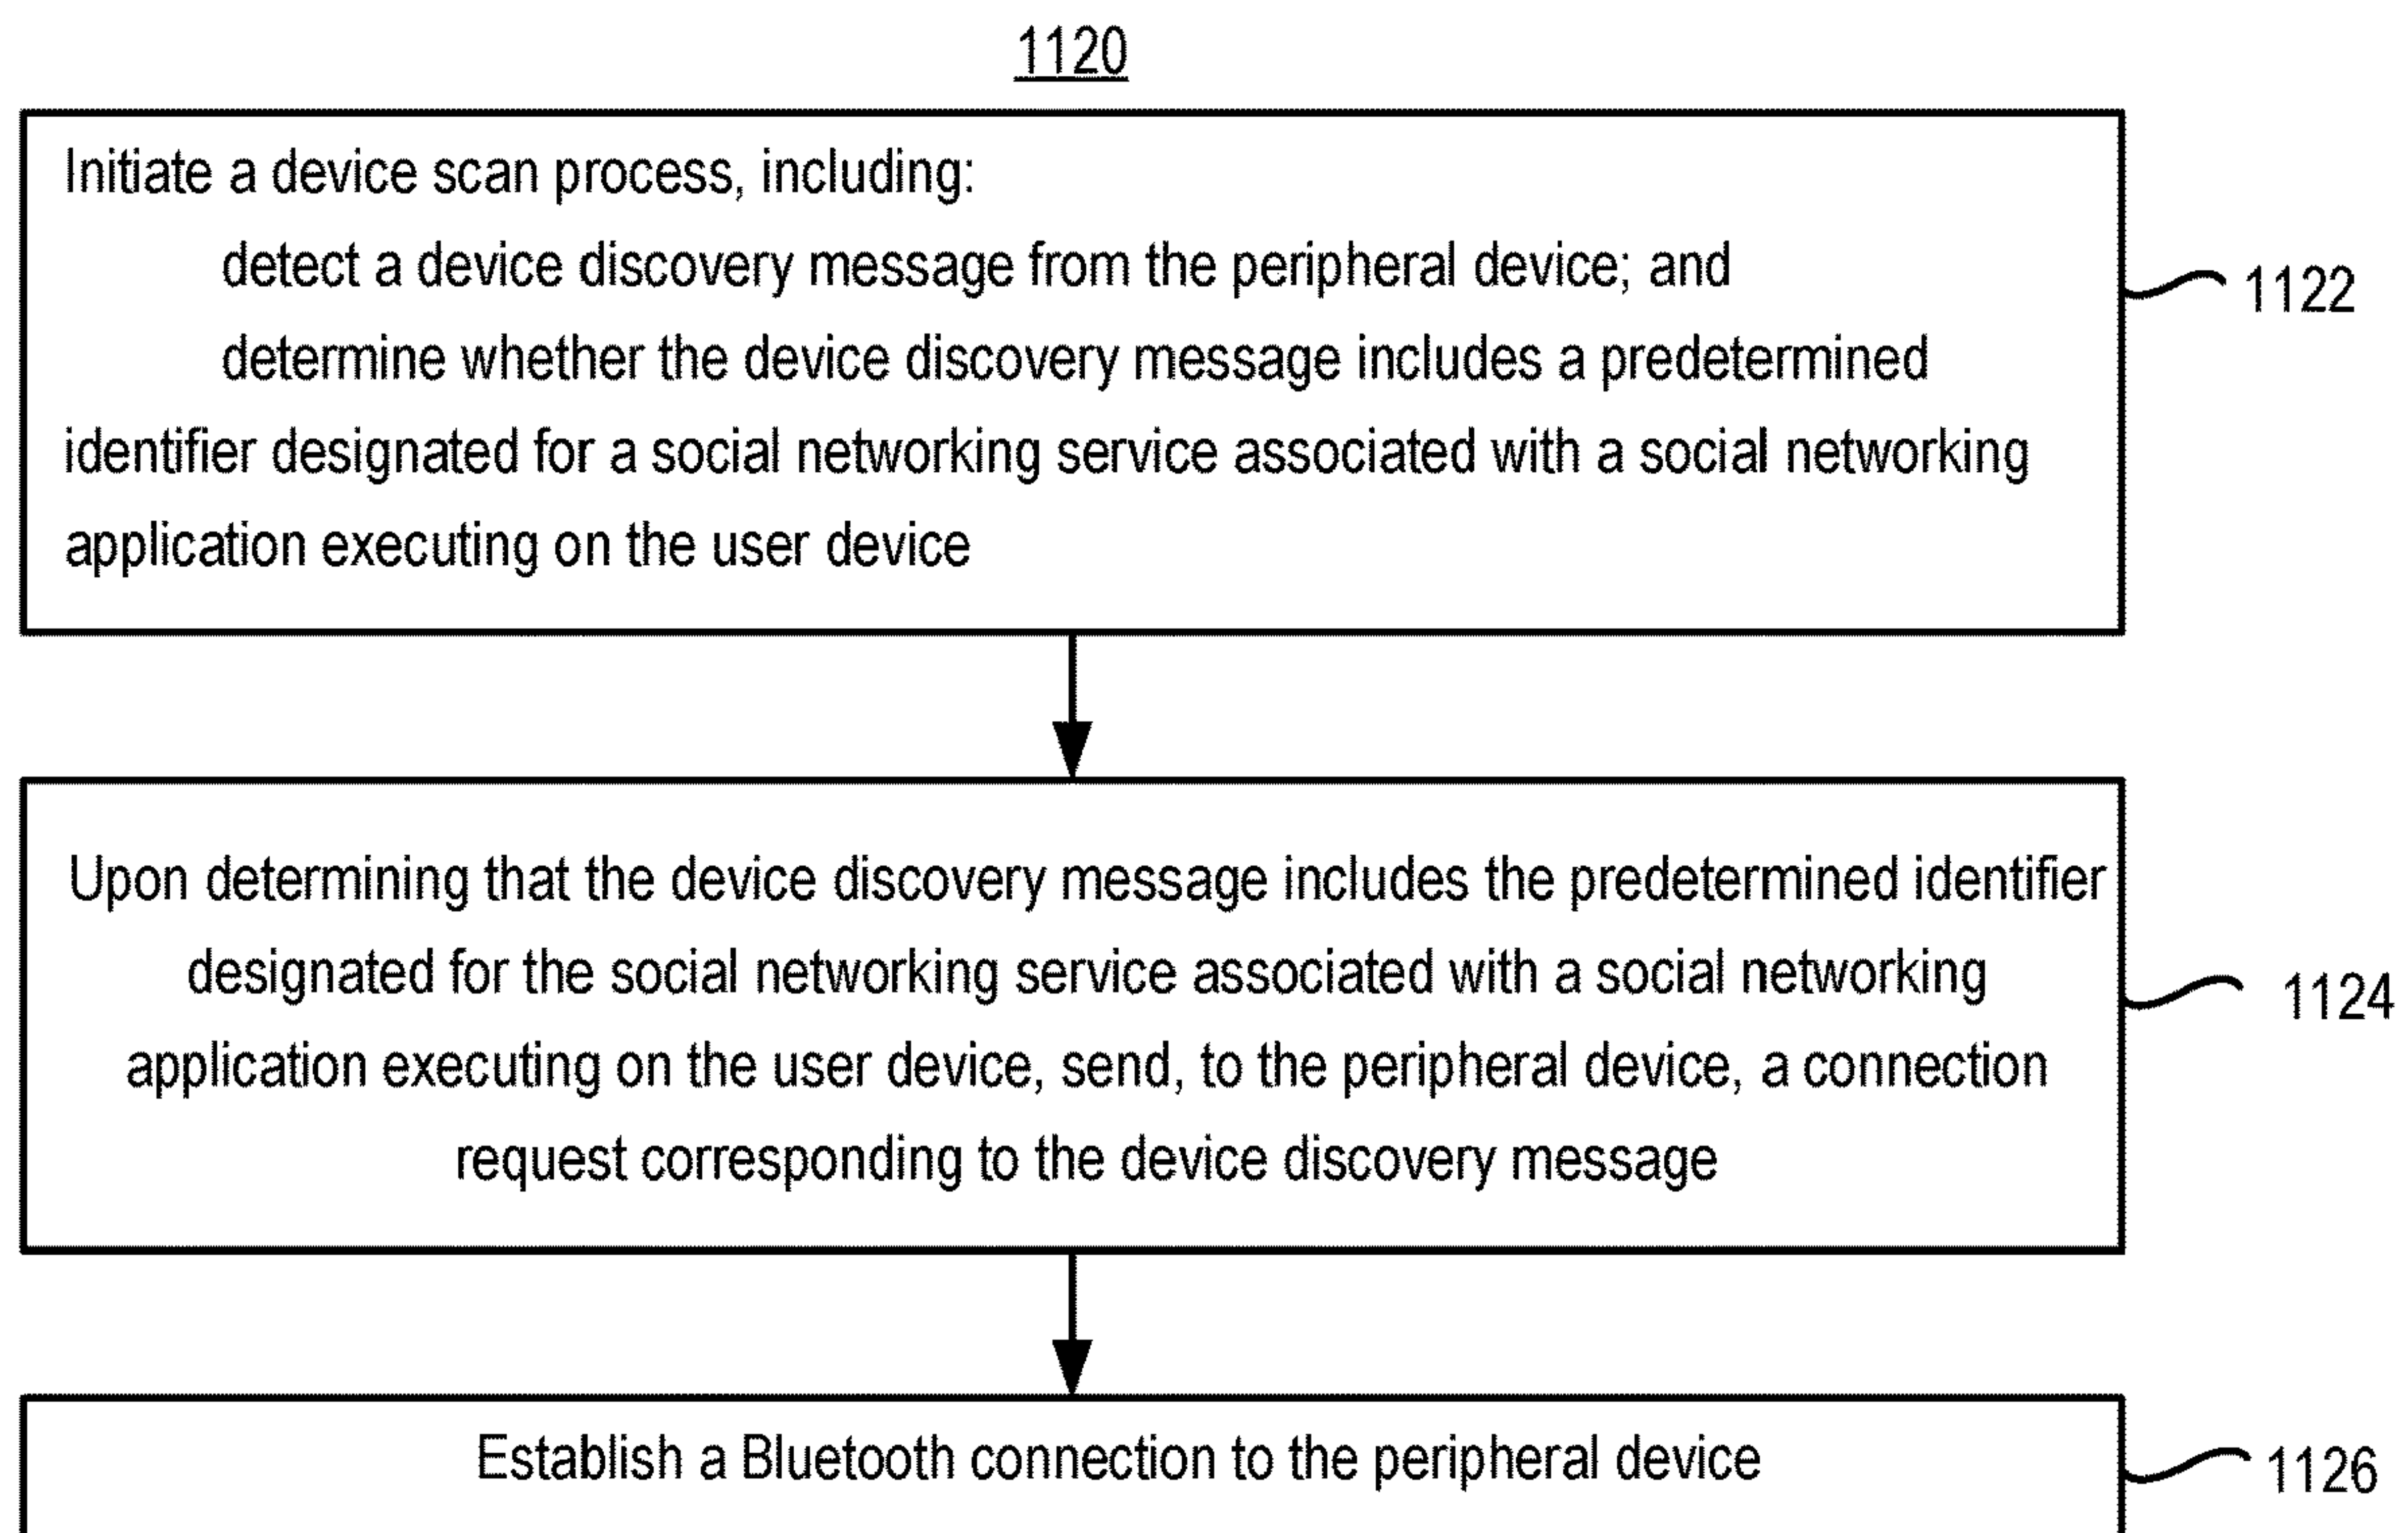 1120
Initiate a device scan process, including:
detect a device discovery message from the peripheral device; and
determine whether the device discovery message includes a predetermined
identifier designated for a social networking service associated with a social networking
application executing on the user device
1122
Upon determining that the device discovery message includes the predetermined identifier
designated for the social networking service associated with a social networking
application executing on the user device, send, to the peripheral device, a connection
request corresponding to the device discovery message
1124
Establish a Bluetooth connection to the peripheral device
1126